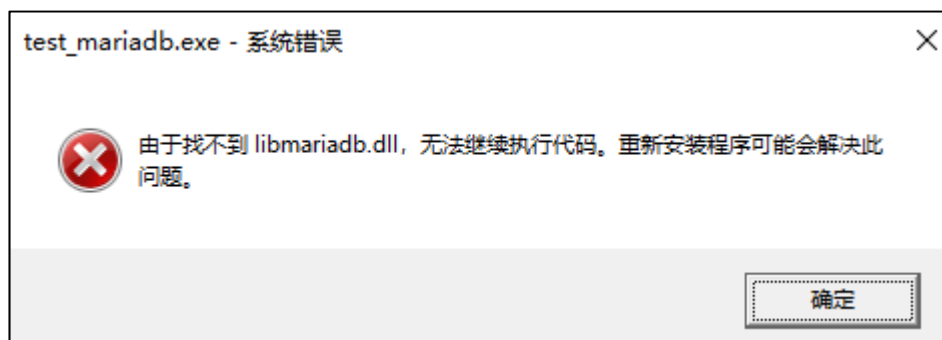 test_mariadb.exe - 系统错误
由于找不到 libmariadb.dll，无法继续执行代码。重新安装程序可能会解决此
问题。
确定